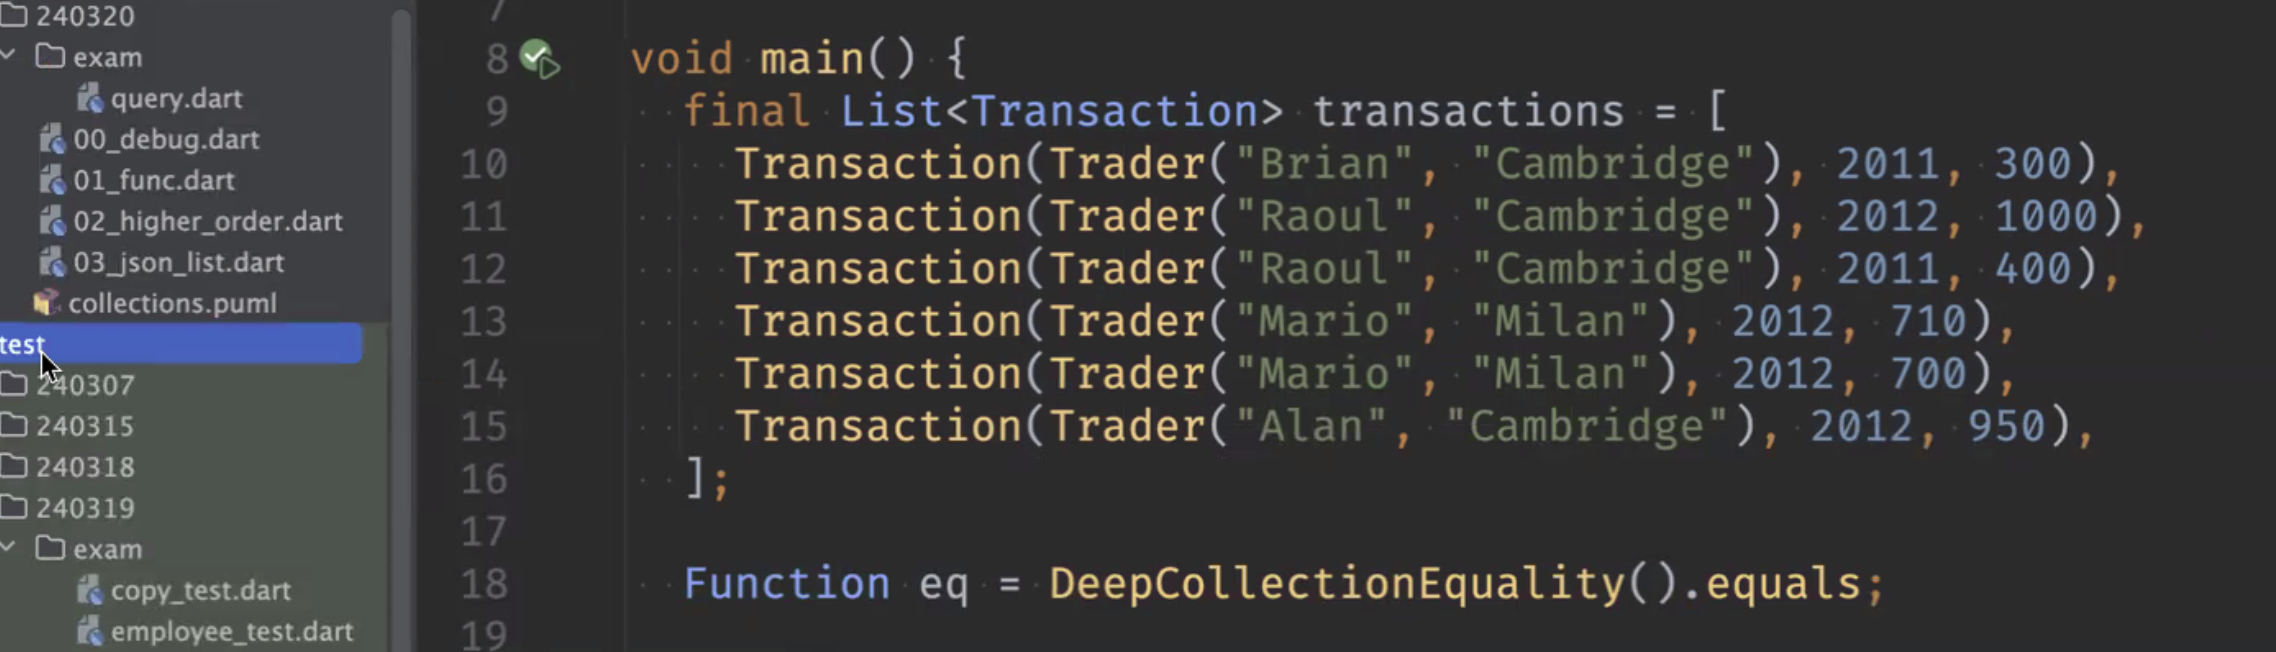 240320
exam
query.dart
00_debug.dart
01_func.dart
02_higher_order.dart
03_json_list.dart
collections.puml
test
240307
240315
240318
240319
exam
copy_test.dart
employee_test.dart
7
8 void main() {
9 final List<Transaction> transactions = [
10 Transaction(Trader("Brian", "Cambridge"), 2011, 300),
11 Transaction(Trader("Raoul", "Cambridge"), 2012, 1000),
12 Transaction(Trader("Raoul", "Cambridge"), 2011, 400),
13 Transaction(Trader("Mario", "Milan"), 2012, 710),
14 Transaction(Trader("Mario", "Milan"), 2012, 700),
15 Transaction(Trader("Alan", "Cambridge"), 2012, 950),
16 ];
17
18 Function eq = DeepCollectionEquality().equals;
19